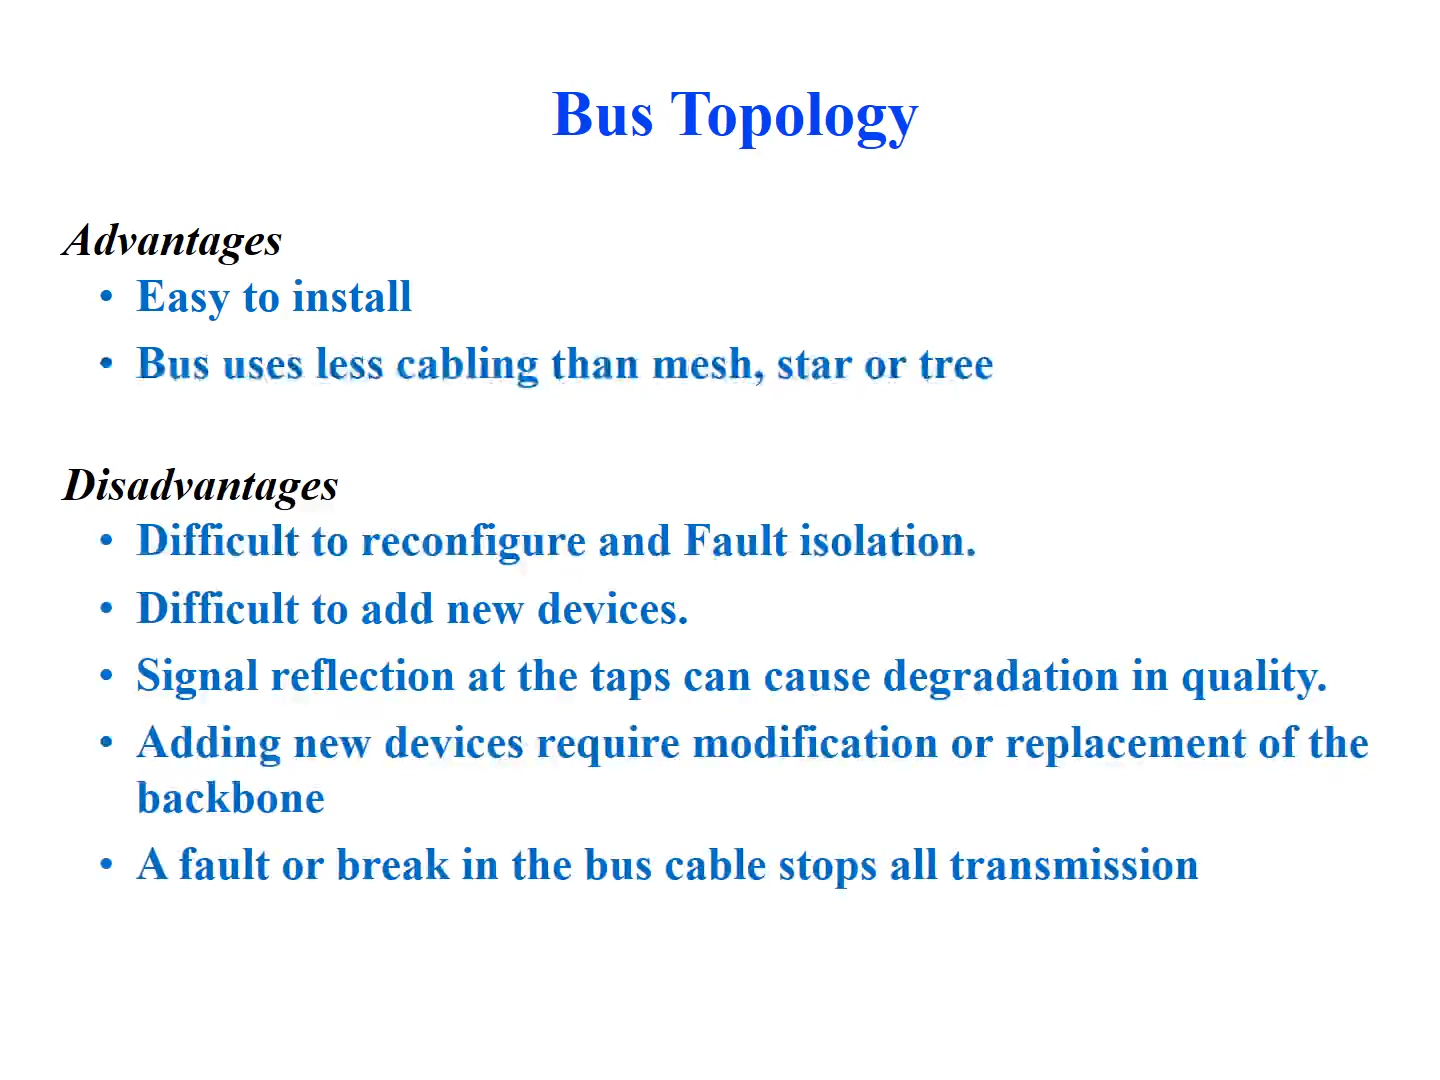 Bus Topology
Advantages
• Easy to install
• Bus uses less cabling than mesh, star or tree
Disadvantages
• Difficult to reconfigure and Fault isolation.
• Difficult to add new devices.
• Signal reflection at the taps can cause degradation in quality.
• Adding new devices require modification or replacement of the
backbone
• A fault or break in the bus cable stops all transmission